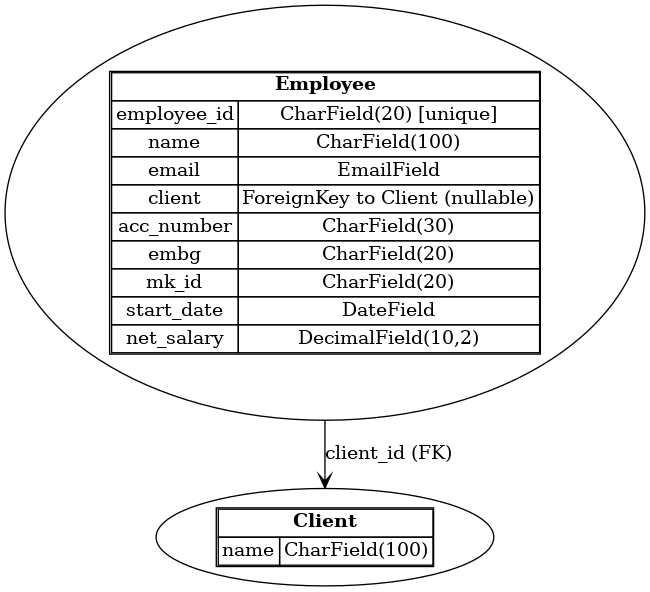 Employee
employee_id CharField(20) [unique]
name CharField(100)
email EmailField
client ForeignKey to Client (nullable)
acc_number CharField(30)
embg CharField(20)
mk_id CharField(20)
start_date DateField
net_salary DecimalField(10,2)
client_id (FK)
Client
name CharField(100)